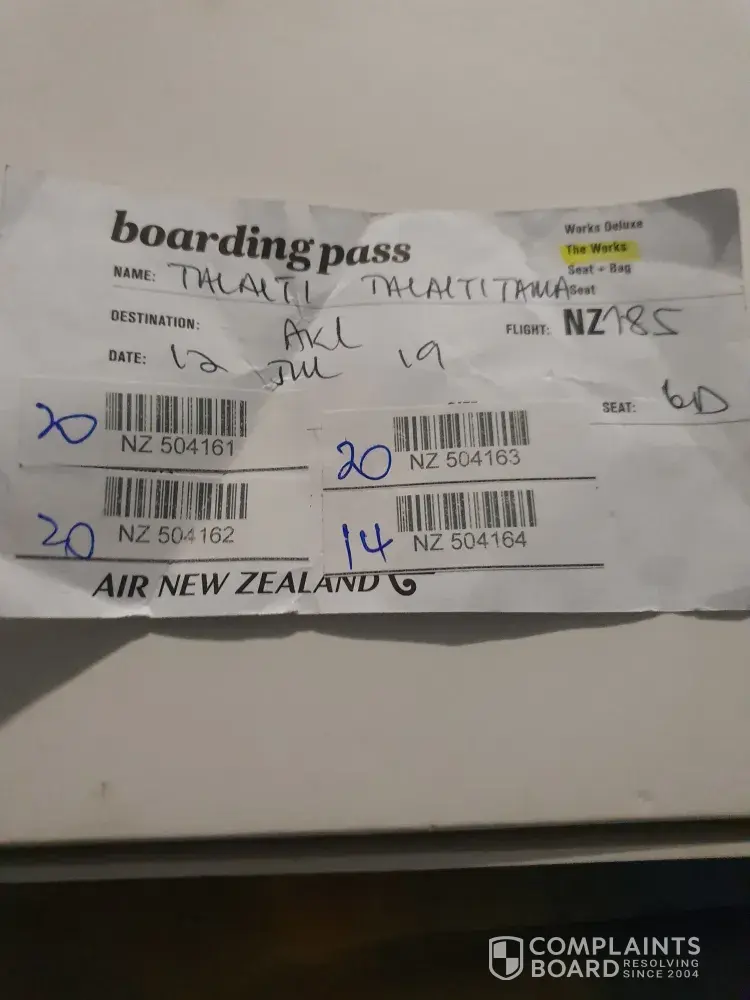 boarding pass
Works Deluxe
The Works
Seat + Bag
Seat
NAME: TALALTI TALALTITAMA
DESTINATION: AKL
FLIGHT: NZ185
DATE: 12 JUL 19
SEAT: 6D
20 NZ 504161
20 NZ 504163
20 NZ 504162
14 NZ 504164
AIR NEW ZEALAND
COMPLAINTS
BOARD RESOLVING
SINCE 2004